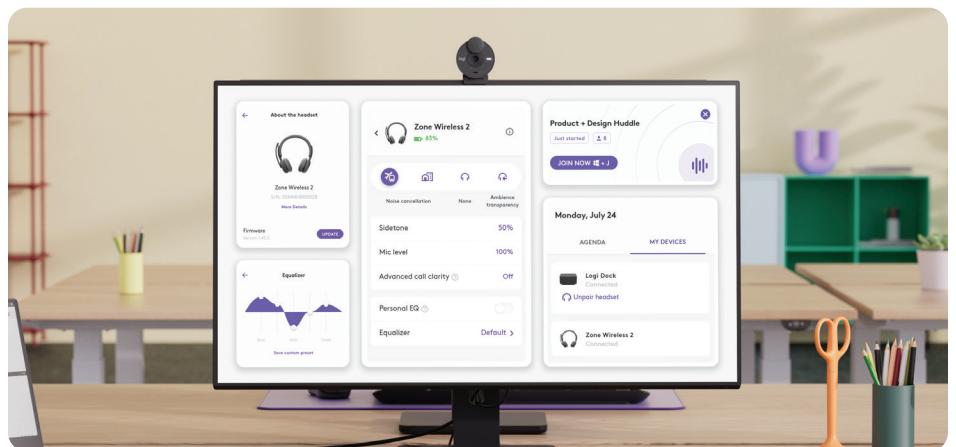 logi
About the headset
Zone Wireless 2
More Details
Firmware
UPDATE
Equalizer
Save custom preset
Zone Wireless 2
65%
Noise cancellation
None
Ambience
transparency
Sidetone
50%
Mic level
100%
Advanced call clarity
Off
Personal EQ
Equalizer
Default
Product + Design Huddle
Just started
8
JOIN NOW + J
Monday, July 24
AGENDA
MY DEVICES
Logi Dock
Connected
Unpair headset
Zone Wireless 2
Connected